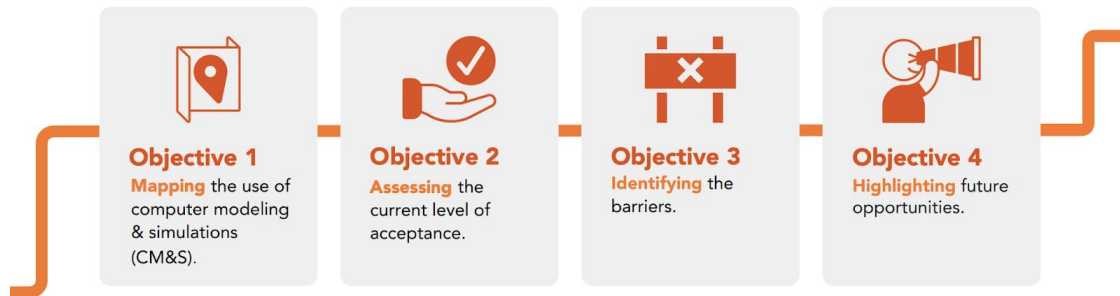 Objective 1
Mapping the use of
computer modeling
& simulations
(CM&S).
Objective 2
Assessing the
current level of
acceptance.
Objective 3
Identifying the
barriers.
Objective 4
Highlighting future
opportunities.